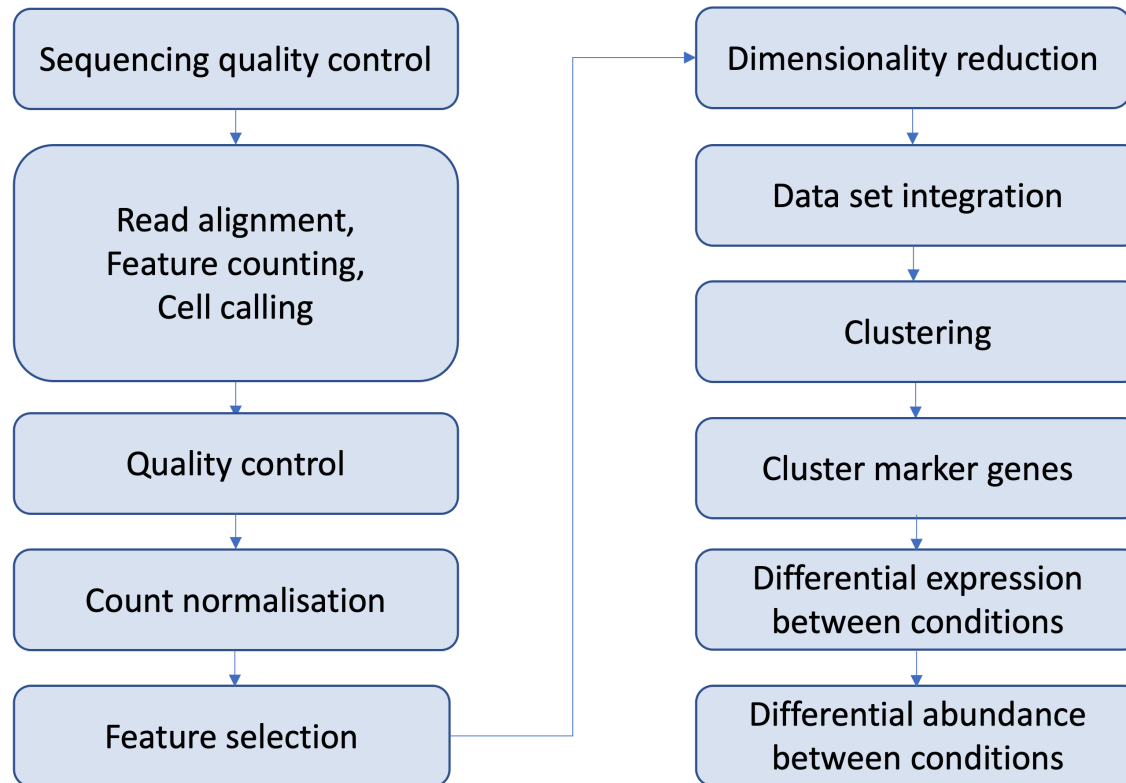 Sequencing quality control
Read alignment,
Feature counting,
Cell calling
Quality control
Count normalisation
Feature selection
Dimensionality reduction
Data set integration
Clustering
Cluster marker genes
Differential expression
between conditions
Differential abundance
between conditions